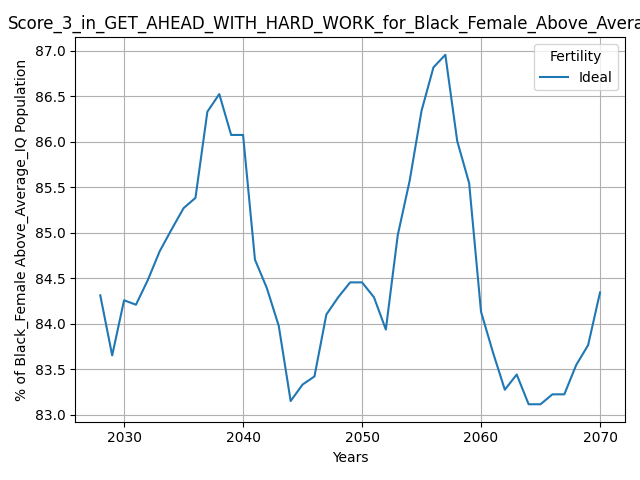 Score_3_in_GET_AHEAD_WITH_HARD_WORK_for_Black_Female_Above_Avera
Fertility
Ideal
% of Black_Female Above_Average_IQ Population
87.0
86.5
86.0
85.5
85.0
84.5
84.0
83.5
83.0
2030 2040 2050 2060 2070
Years